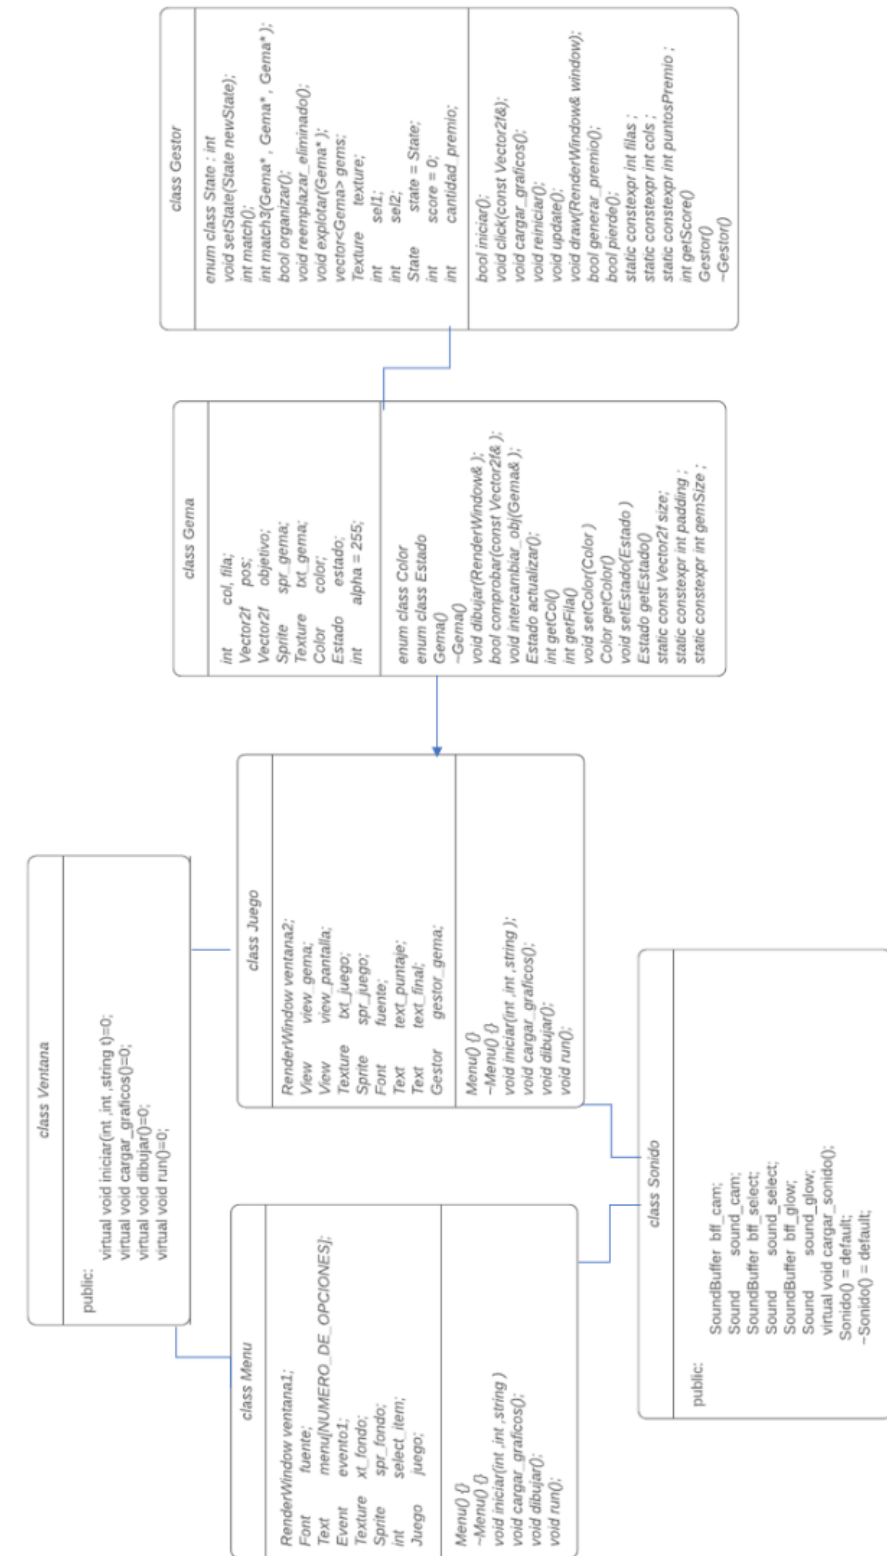 class Ventana
public:
virtual void iniciar(int ,int ,string t)=0;
virtual void cargar_graficos()=0;
virtual void dibujar()=0;
virtual void run()=0;
class Menu
RenderWindow ventana1;
Font fuente;
Text menu[NUMERO_DE_OPCIONES];
Event evento1;
Texture xt_fondo;
Sprite spr_fondo;
int select_item;
Juego juego;
Menu() {}
~Menu() {}
void iniciar(int ,int ,string )
void cargar_graficos();
void dibujar();
void run();
class Juego
RenderWindow ventana2;
View view_gema;
View view_pantalla;
Texture txt_juego;
Sprite spr_juego;
Font fuente;
Text text_puntaje;
Text text_final;
Gestor gestor_gema;
Menu() {}
~Menu() {}
void iniciar(int ,int ,string );
void cargar_graficos();
void dibujar();
void run();
class Sonido
public:
SoundBuffer bff_cam;
Sound sound_cam;
SoundBuffer bff_select;
Sound sound_select;
SoundBuffer bff_glow;
Sound sound_glow;
virtual void cargar_sonido();
Sonido() = default;
~Sonido() = default;
class Gema
int col, fila;
Vector2f pos;
Vector2f objetivo;
Sprite spr_gema;
Texture txt_gema;
Color color;
Estado estado;
int alpha = 255;
enum class Color
enum class Estado
Gema()
~Gema()
void dibujar(RenderWindow& );
bool comprobar(const Vector2f& );
void intercambiar_obj(Gema& );
Estado actualizar();
int getCol()
int getFila()
void setColor(Color )
Color getColor()
void setEstado(Estado )
Estado getEstado()
static const Vector2f size;
static constexpr int padding ;
static constexpr int gemSize ;
class Gestor
enum class State : int
void setState(State newState);
int match();
int match3(Gema* , Gema* , Gema* );
bool organizar();
void reemplazar_eliminado();
void explotar(Gema* );
vector<Gema> gems;
Texture texture;
int sel1;
int sel2;
State state = State;
int score = 0;
int cantidad_premio;
bool iniciar();
void click(const Vector2f&);
void cargar_graficos();
void reiniciar();
void update();
void draw(RenderWindow& window);
bool generar_premio();
bool pierde();
static constexpr int filas ;
static constexpr int cols ;
static constexpr int puntosPremio ;
int getScore()
Gestor()
~Gestor()